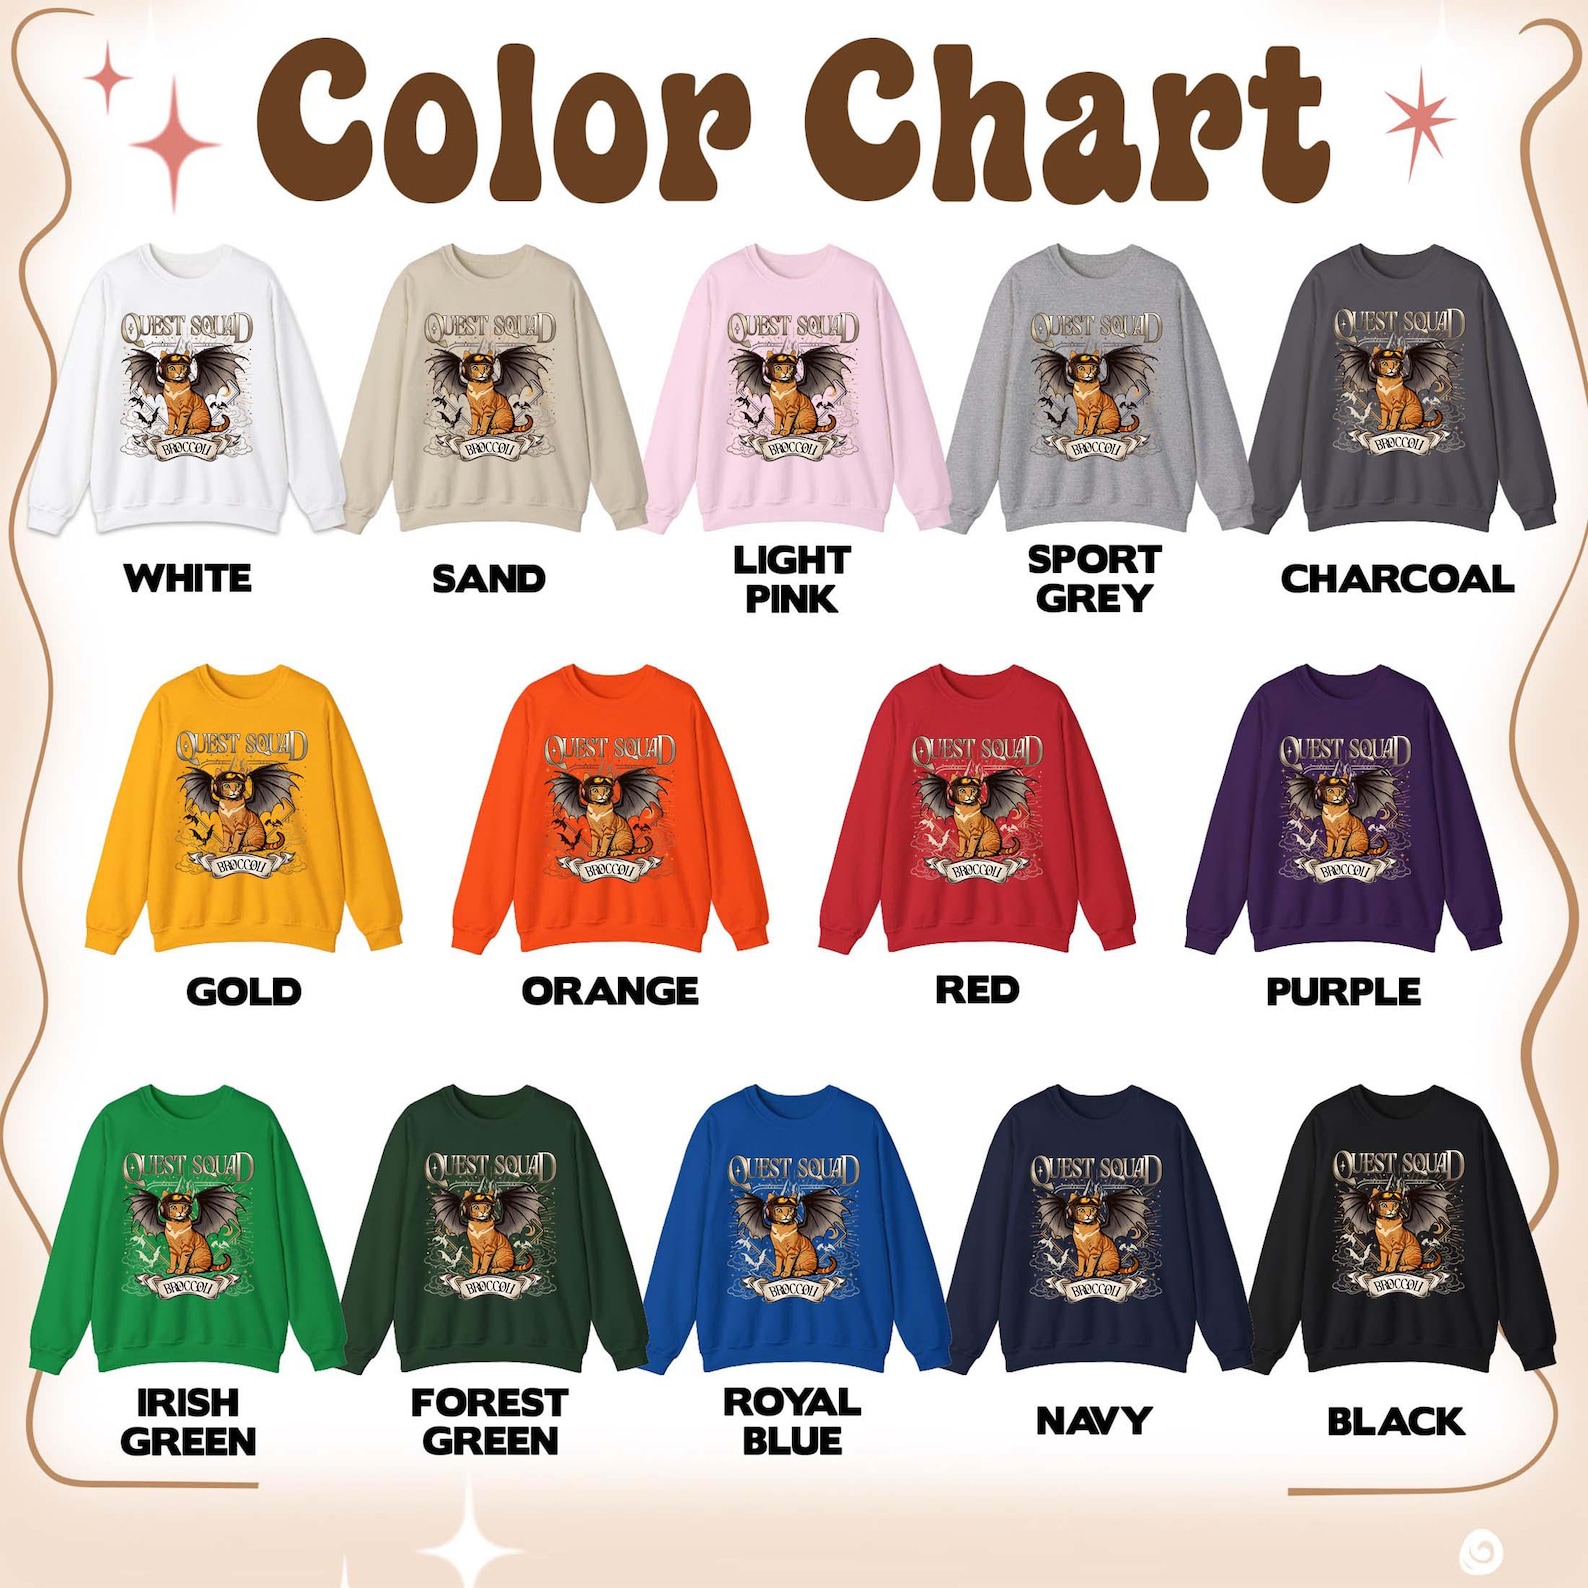 Color Chart
QUEST SQUAD
BROCCOLI
QUEST SQUAD
BROCCOLI
QUEST SQUAD
BROCCOLI
QUEST SQUAD
BROCCOLI
QUEST SQUAD
BROCCOLI
WHITE
SAND
LIGHT
PINK
SPORT
GREY
CHARCOAL
QUEST SQUAD
BROCCOLI
QUEST SQUAD
BROCCOLI
QUEST SQUAD
BROCCOLI
QUEST SQUAD
BROCCOLI
GOLD
ORANGE
RED
PURPLE
QUEST SQUAD
BROCCOLI
QUEST SQUAD
BROCCOLI
QUEST SQUAD
BROCCOLI
QUEST SQUAD
BROCCOLI
QUEST SQUAD
BROCCOLI
IRISH
GREEN
FOREST
GREEN
ROYAL
BLUE
NAVY
BLACK